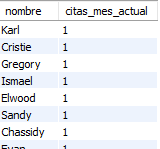 nombre citas_mes_actual
Karl 1
Cristie 1
Gregory 1
Ismael 1
Elwood 1
Sandy 1
Chassidy 1